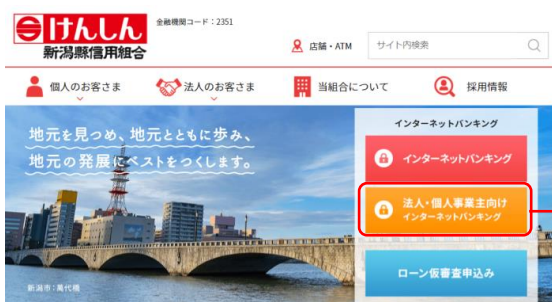 けんしん
新潟縣信用組合
金融機関コード：2351
店舗・ATM
サイト内検索
個人のお客さま
法人のお客さま
当組合について
採用情報
地元を見つめ、地元とともに歩み、
地元の発展にベストをつくします。
新潟市：萬代橋
インターネットバンキング
インターネットバンキング
法人・個人事業主向け
インターネットバンキング
ローン仮審査申込み